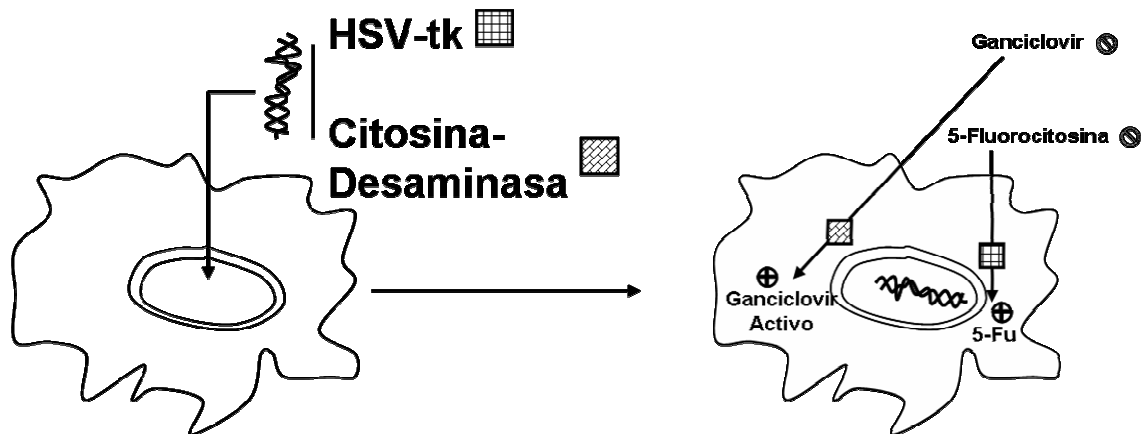 HSV-tk
Citosina-
Desaminasa
Ganciclovir
5-Fluorocitosina
Ganciclovir
Activo
5-Fu